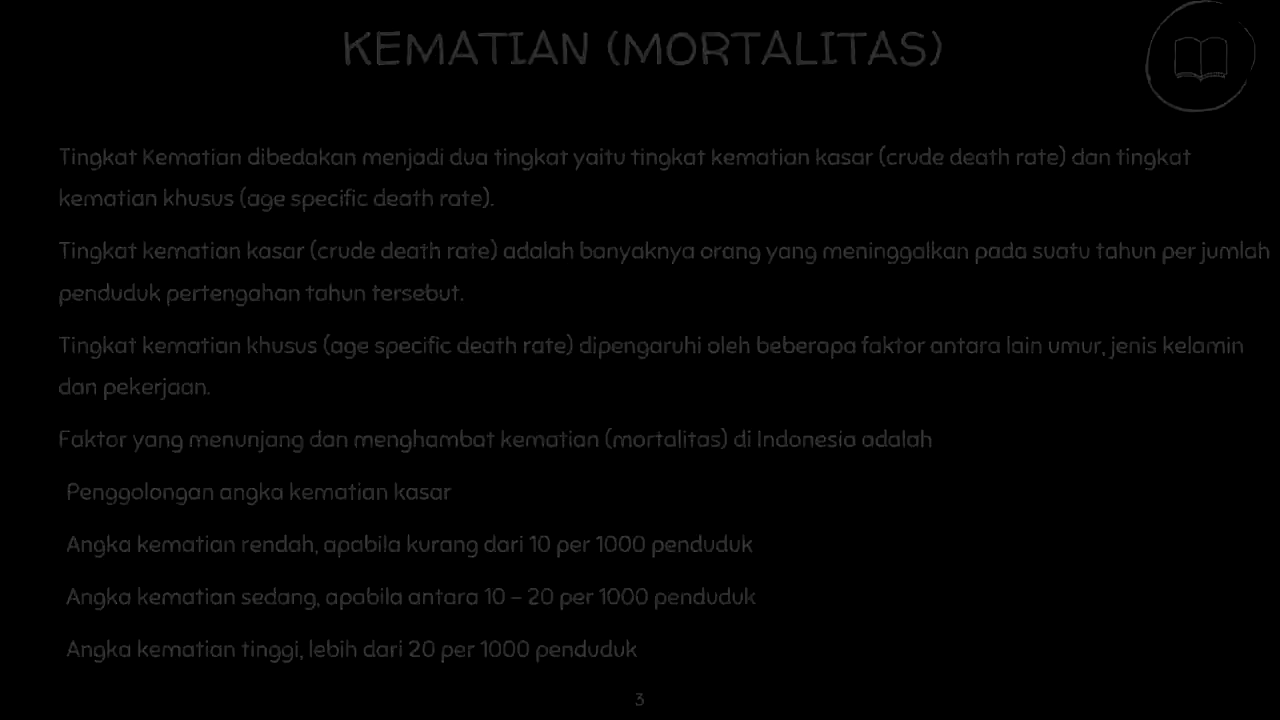 KEMATIAN (MORTALITAS)
Tingkat Kematian dibedakan menjadi dua tingkat yaitu tingkat kematian kasar (crude death rate) dan tingkat
kematian khusus (age specific death rate).
Tingkat kematian kasar (crude death rate) adalah banyaknya orang yang meninggalkan pada suatu tahun per jumlah
penduduk pertengahan tahun tersebut.
Tingkat kematian khusus (age specific death rate) dipengaruhi oleh beberapa faktor antara lain umur, jenis kelamin
dan pekerjaan.
Faktor yang menunjang dan menghambat kematian (mortalitas) di Indonesia adalah
Penggolongan angka kematian kasar
Angka kematian rendah, apabila kurang dari 10 per 1000 penduduk
Angka kematian sedang, apabila antara 10 – 20 per 1000 penduduk
Angka kematian tinggi, lebih dari 20 per 1000 penduduk
3